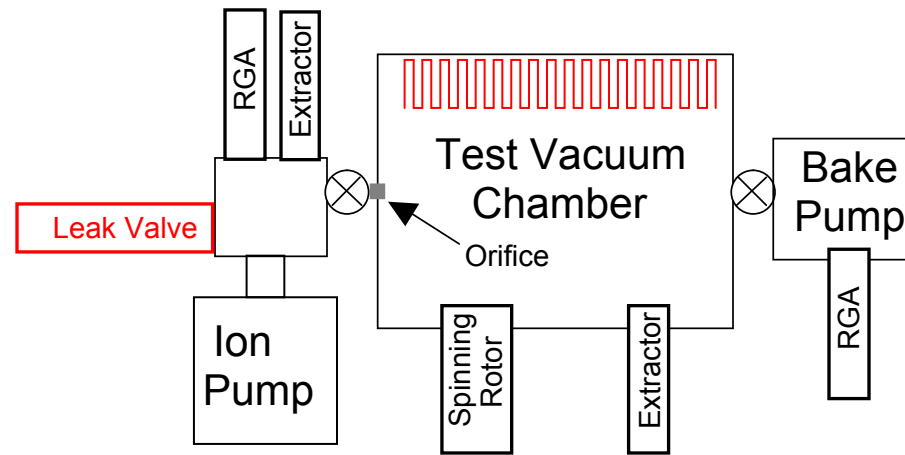 RGA
Extractor
Leak Valve
Ion
Pump
Test Vacuum
Chamber
Orifice
Spinning
Rotor
Extractor
Bake
Pump
RGA